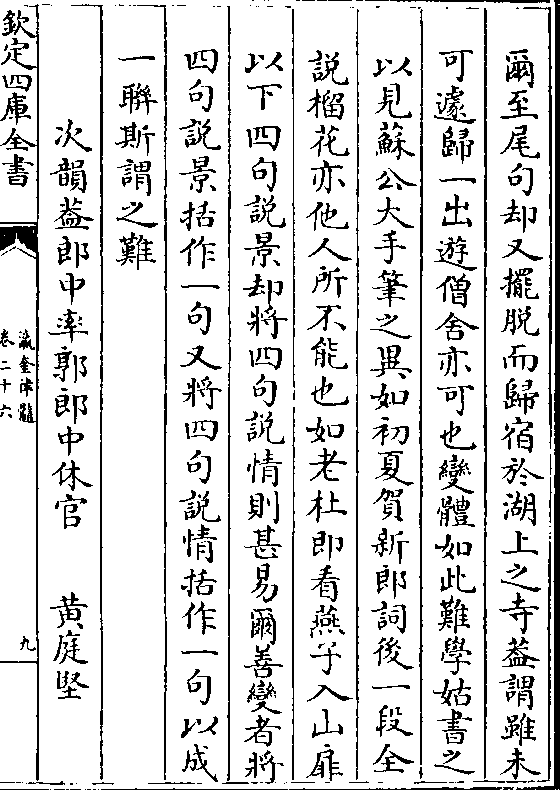 爾至尾句却又擺脱而歸宿於湖上之寺葢謂雖未
可遽歸一出遊僧舍亦可也變體如此難學姑書之
以見蘇公大手筆之異如初夏賀新郎詞後一段全
説榴花亦他人所不能也如老杜即看燕子入山扉
以下四句説景却將四句説情則甚易爾善變者將
四句説景括作一句又將四句説情括作一句以成
一聯斯謂之難
次韻葢郎中率郭郎中休官　黄庭堅
欽定四庫全書
瀛奎律髓
卷二十六
九